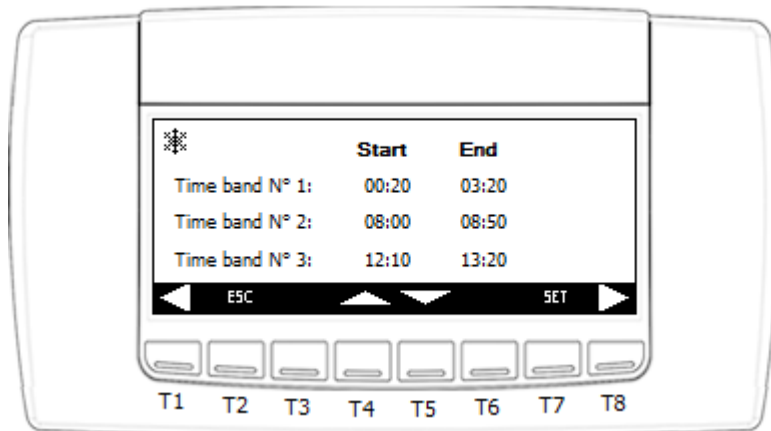 Start End
Time band N° 1: 00:20 03:20
Time band N° 2: 08:00 08:50
Time band N° 3: 12:10 13:20
ESC SET
T1 T2 T3 T4 T5 T6 T7 T8